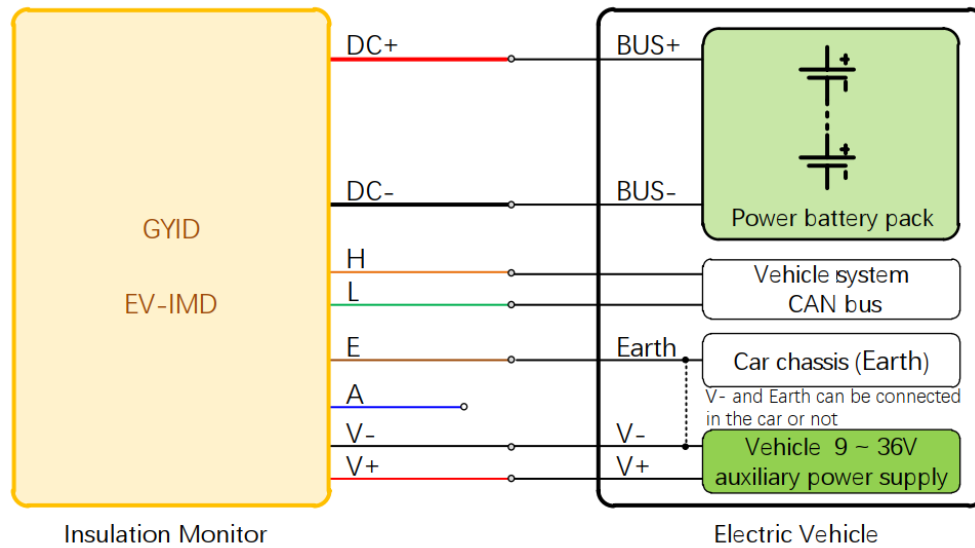 DC+
BUS+
DC-
BUS-
Power battery pack
GYID
EV-IMD
H
L
Vehicle system
CAN bus
E
Earth
Car chassis (Earth)
A
V- and Earth can be connected
in the car or not
V-
V-
V+
V+
Vehicle 9 ~ 36V
auxiliary power supply
Insulation Monitor
Electric Vehicle